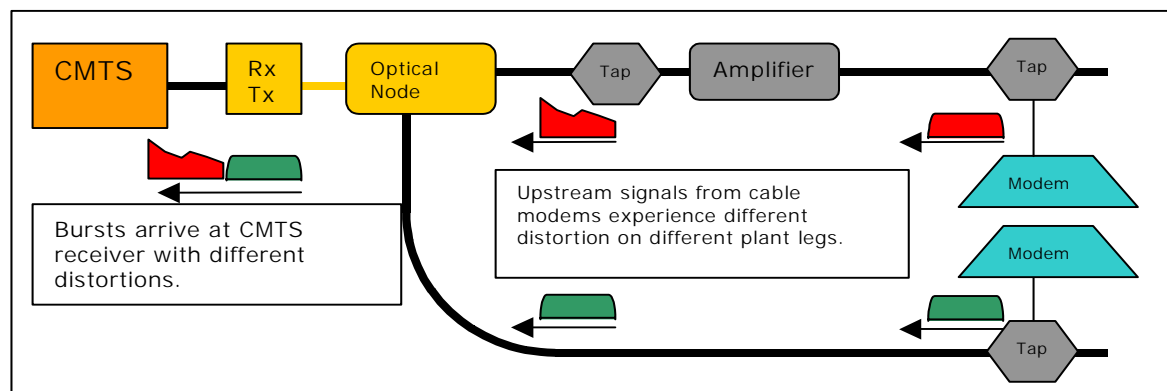 CMTS
Rx
Tx
Optical
Node
Tap
Amplifier
Tap
Modem
Upstream signals from cable
modems experience different
distortion on different plant legs.
Bursts arrive at CMTS
receiver with different
distortions.
Modem
Tap